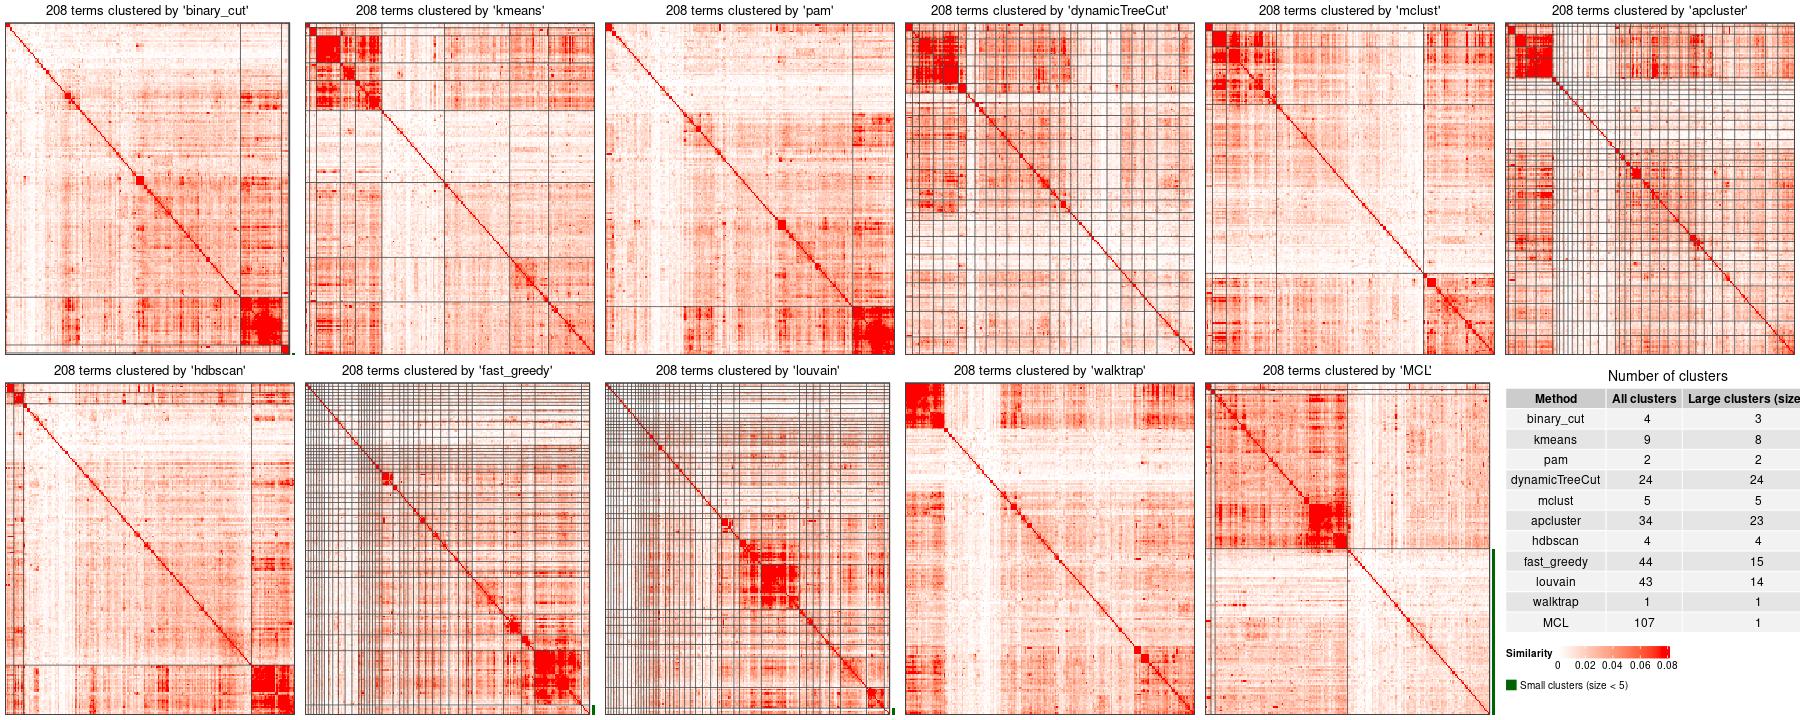 208 terms clustered by 'binary_cut'
208 terms clustered by 'kmeans'
208 terms clustered by 'pam'
208 terms clustered by 'dynamicTreeCut'
208 terms clustered by 'mclust'
208 terms clustered by 'apcluster'
208 terms clustered by 'hdbscan'
208 terms clustered by 'fast_greedy'
208 terms clustered by 'louvain'
208 terms clustered by 'walktrap'
208 terms clustered by 'MCL'
Number of clusters
Method All clusters Large clusters (size
binary_cut 4 3
kmeans 9 8
pam 2 2
dynamicTreeCut 24 24
mclust 5 5
apcluster 34 23
hdbscan 4 4
fast_greedy 44 15
louvain 43 14
walktrap 1 1
MCL 107 1
Similarity
0 0.02 0.04 0.06 0.08
Small clusters (size < 5)